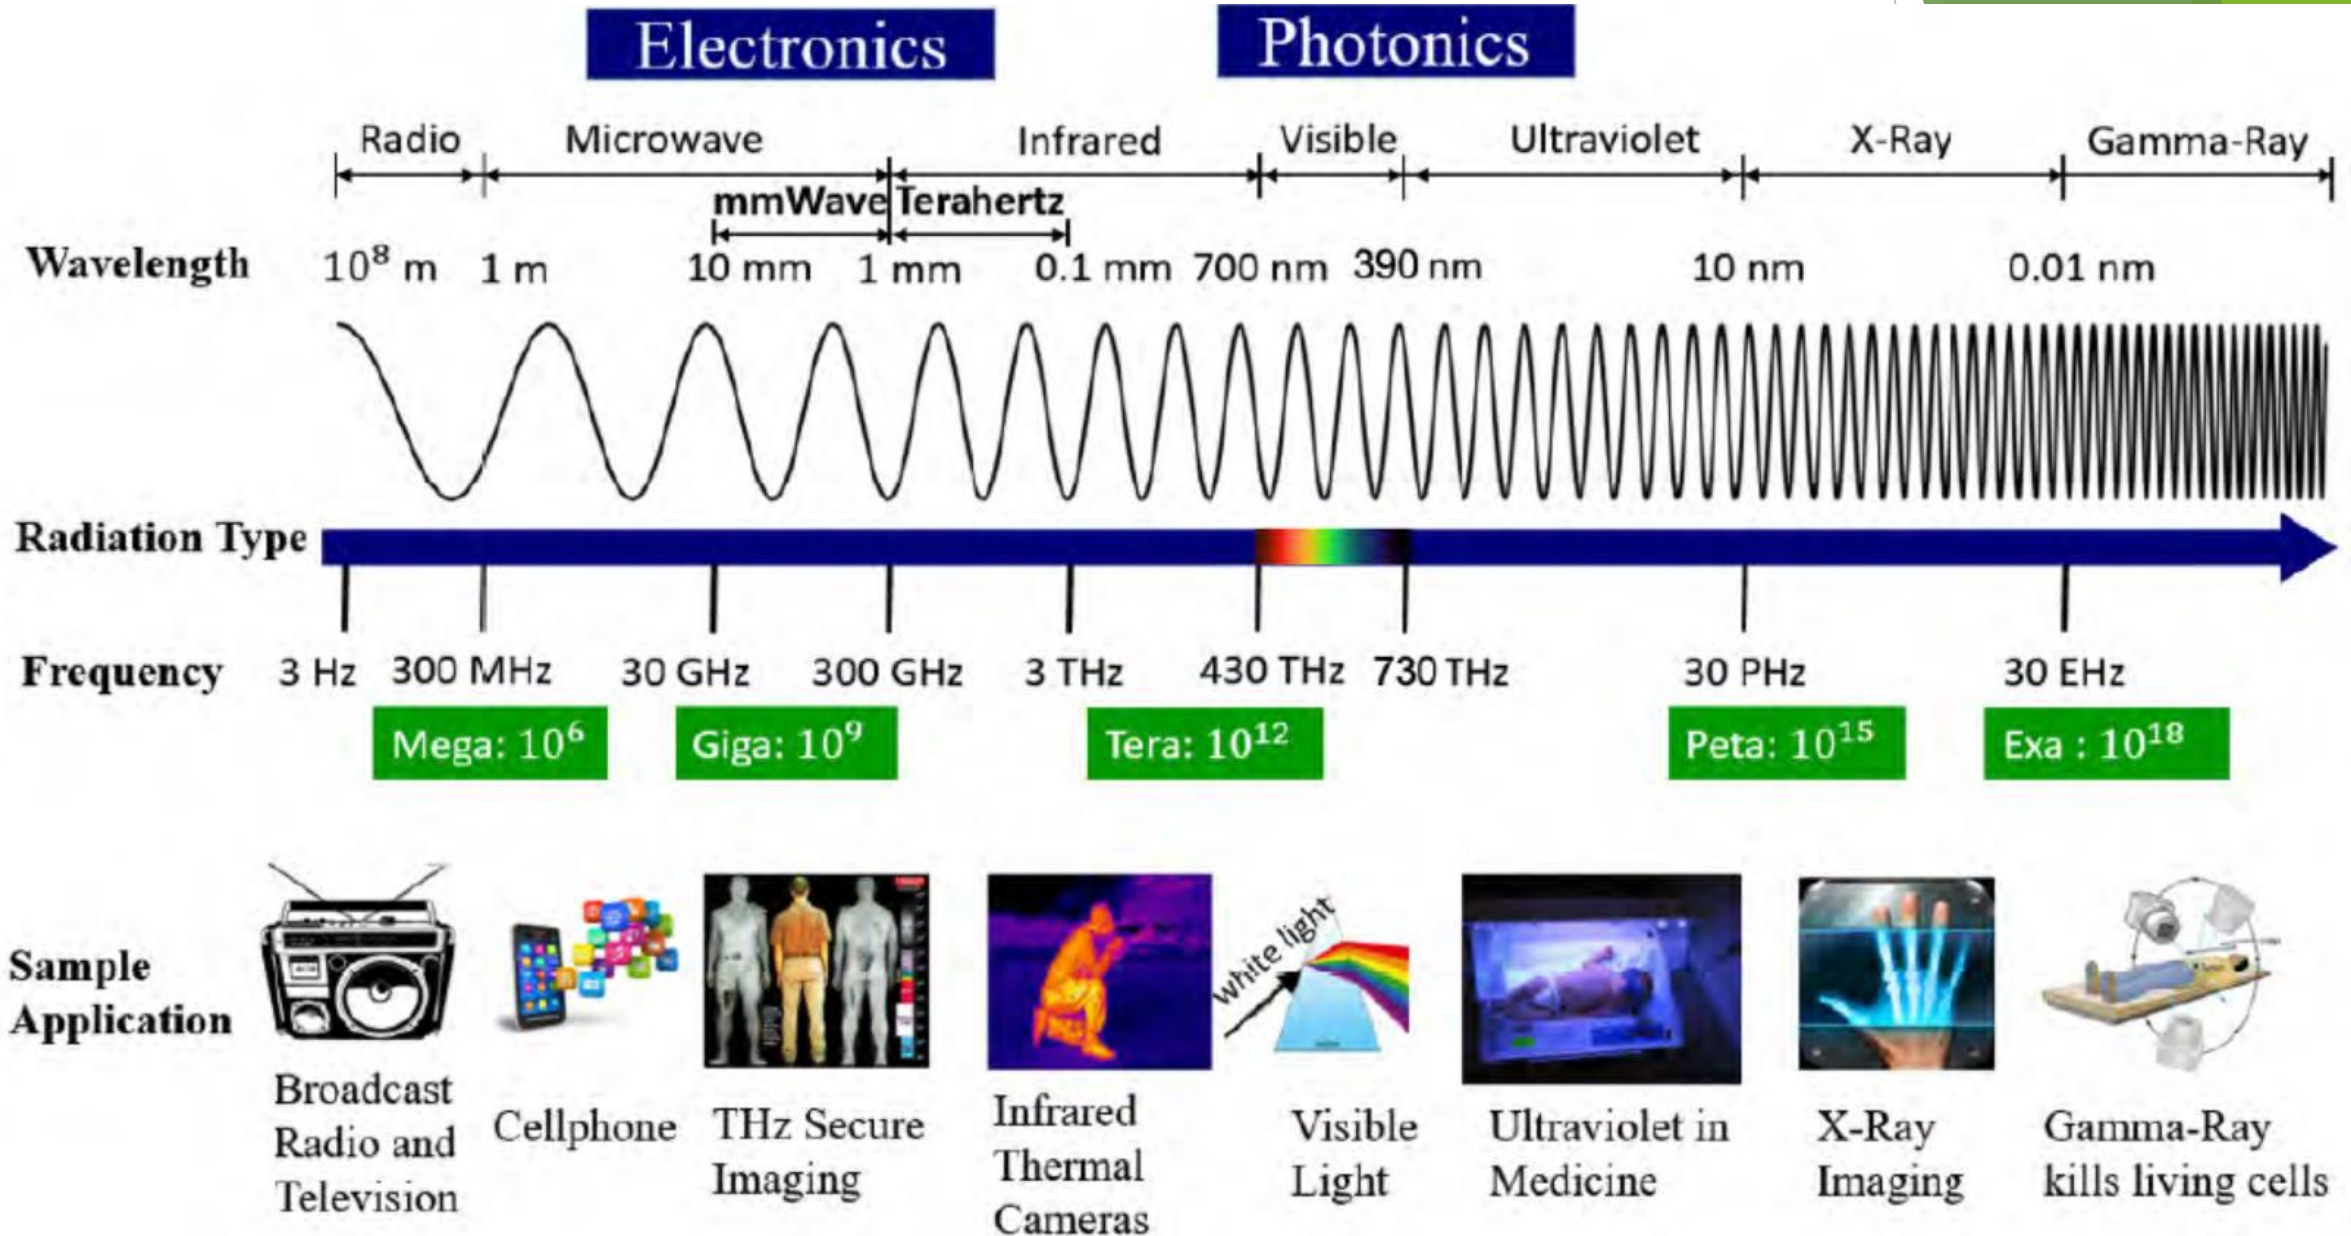 Electronics Photonics
Radio Microwave Infrared Visible Ultraviolet X-Ray Gamma-Ray
mmWave Terahertz
Wavelength 10⁸ m 1 m 10 mm 1 mm 0.1 mm 700 nm 390 nm 10 nm 0.01 nm
Radiation Type
Frequency 3 Hz 300 MHz 30 GHz 300 GHz 3 THz 430 THz 730 THz 30 PHz 30 EHz
Mega: 10⁶ Giga: 10⁹ Tera: 10¹² Peta: 10¹⁵ Exa : 10¹⁸
white light
Sample
Application
Broadcast
Radio and
Television
Cellphone
THz Secure
Imaging
Infrared
Thermal
Cameras
Visible
Light
Ultraviolet in
Medicine
X-Ray
Imaging
Gamma-Ray
kills living cells